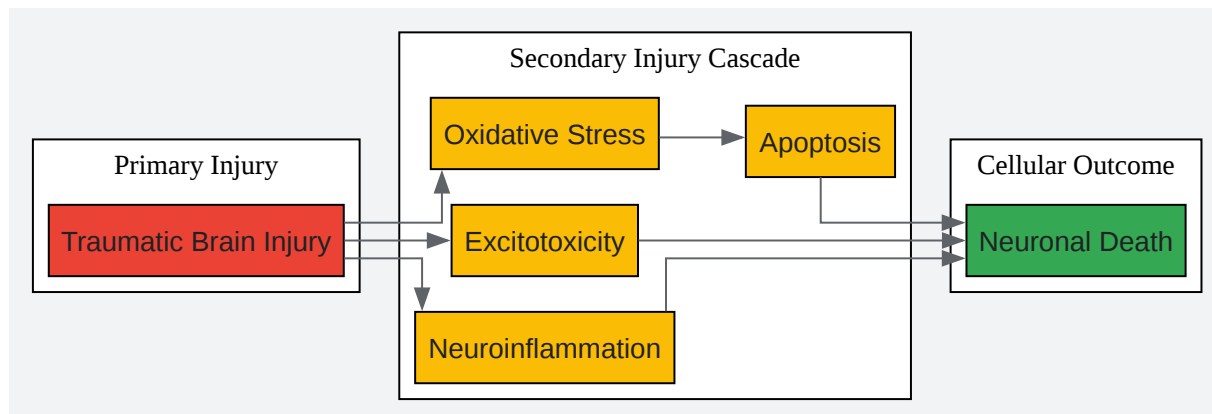 Secondary Injury Cascade
Oxidative Stress
Apoptosis
Primary Injury
Cellular Outcome
Traumatic Brain Injury
Excitotoxicity
Neuronal Death
Neuroinflammation